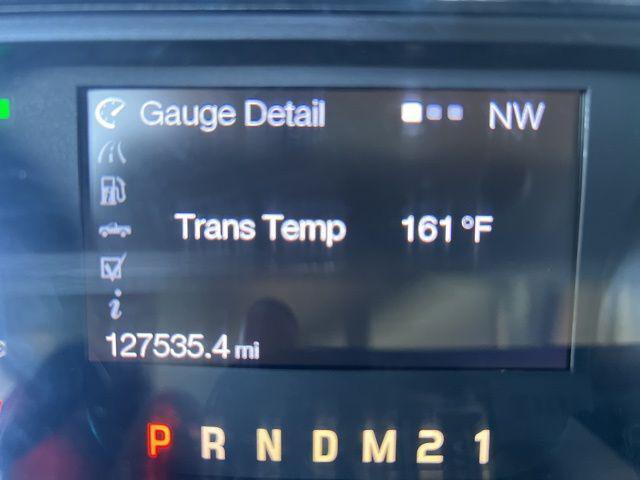 Gauge Detail NW
Trans Temp 161 °F
127535.4 mi
P R N D M 2 1